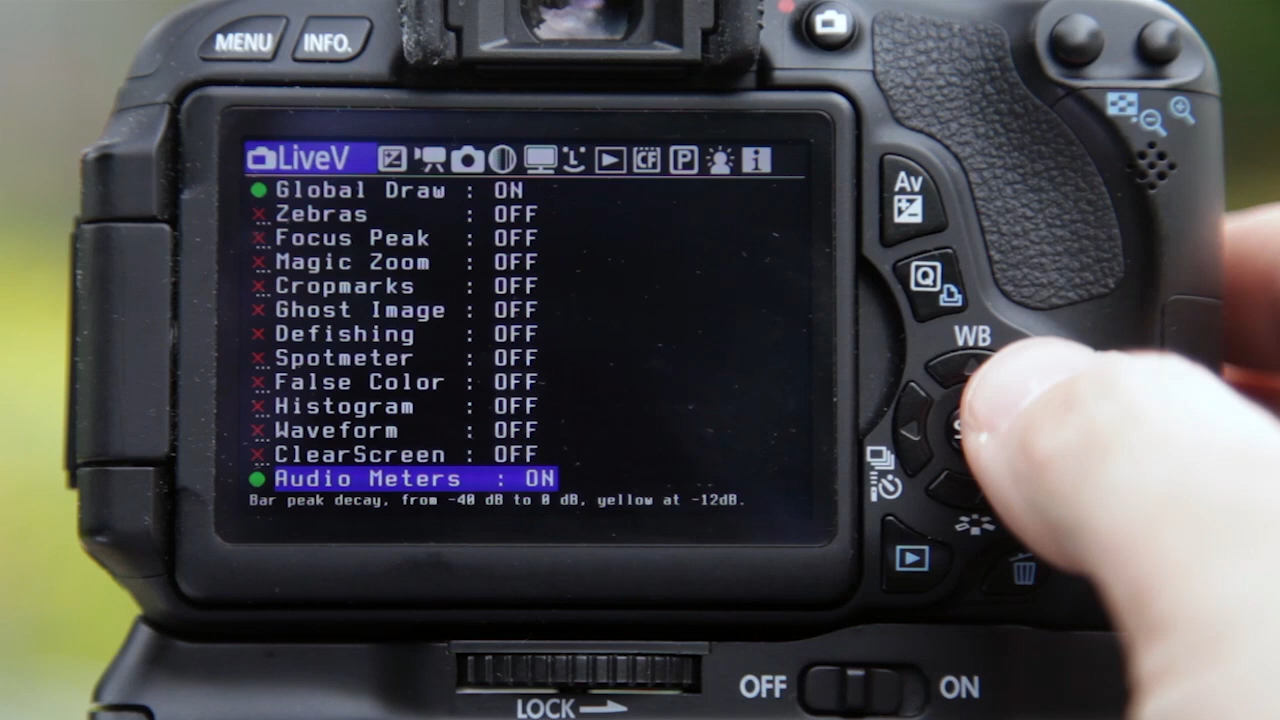 MENU INFO.
LiveV CF P i
Global Draw : ON
Zebras : OFF
Focus Peak : OFF
Magic Zoom : OFF
Cropmarks : OFF
Ghost Image : OFF
Defishing : OFF
Spotmeter : OFF
False Color : OFF
Histogram : OFF
Waveform : OFF
ClearScreen : OFF
Audio Meters : ON
Bar peak decay, from -40 dB to 0 dB, yellow at -12dB.
Av
Q
WB
LOCK
OFF ON